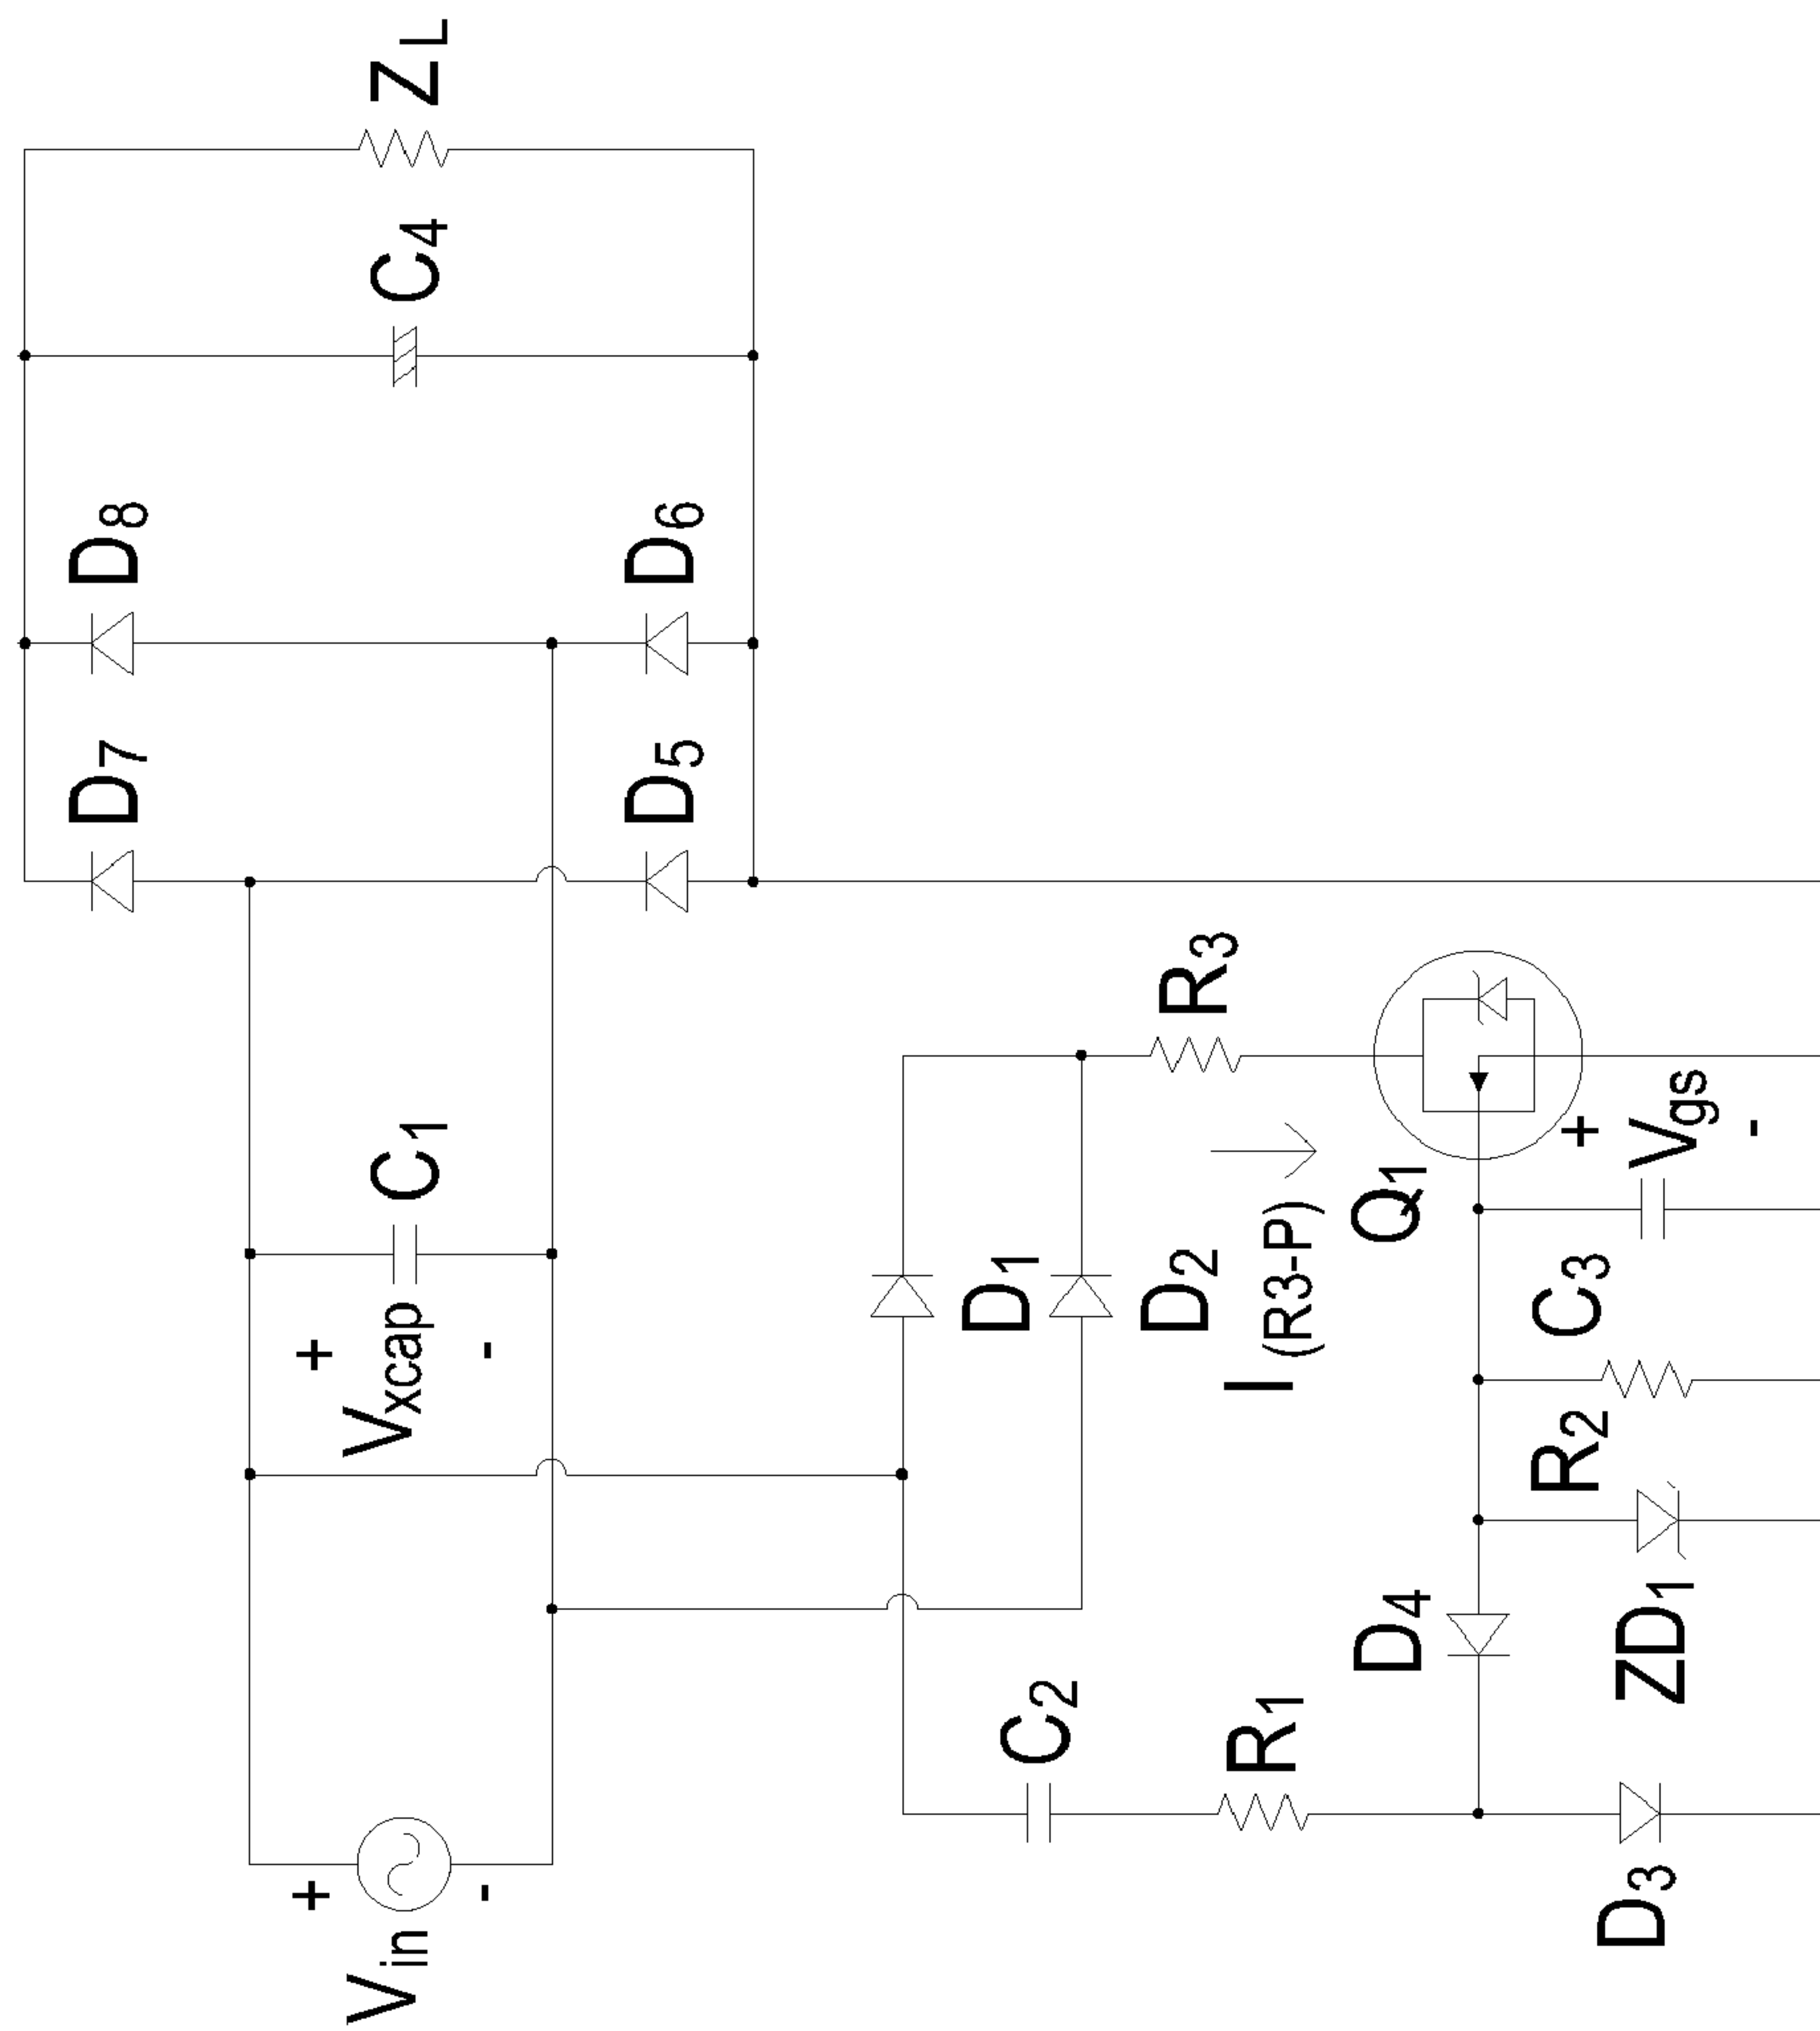 Vin
+
-
Vxcap
+
-
C1
D7
D8
D5
D6
C4
ZL
C2
R1
D1
D2
R3
I(R3-P)
Q1
D4
D3
ZD1
R2
C3
+
Vgs
-